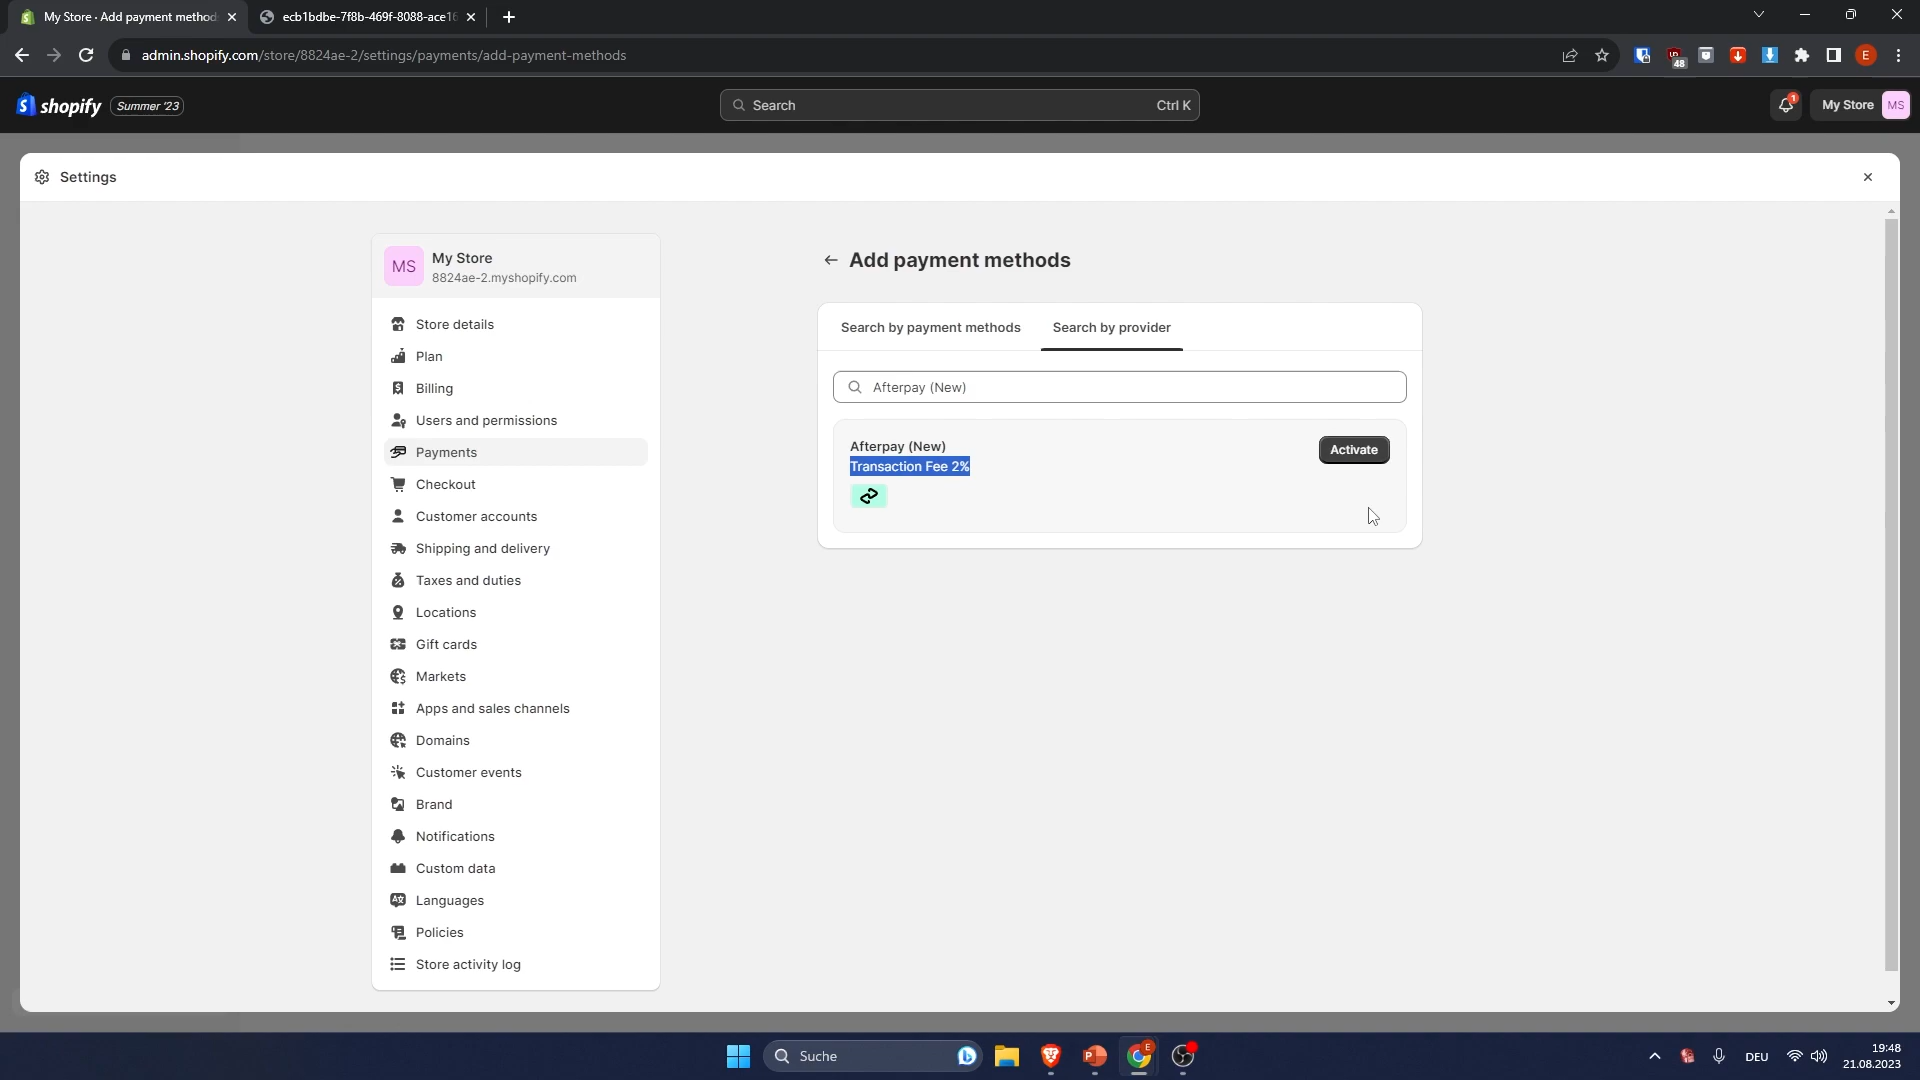 My Store · Add payment method
ecb1bdbe-7f8b-469f-8088-ace16
admin.shopify.com/store/8824ae-2/settings/payments/add-payment-methods
48
E
shopify
Summer '23
Search
Ctrl K
1
My Store
MS
Settings
MS
My Store
8824ae-2.myshopify.com
Store details
Plan
Billing
Users and permissions
Payments
Checkout
Customer accounts
Shipping and delivery
Taxes and duties
Locations
Gift cards
Markets
Apps and sales channels
Domains
Customer events
Brand
Notifications
Custom data
Languages
Policies
Store activity log
Add payment methods
Search by payment methods
Search by provider
Afterpay (New)
Afterpay (New)
Transaction Fee 2%
Activate
Suche
E
DEU
19:48
21.08.2023